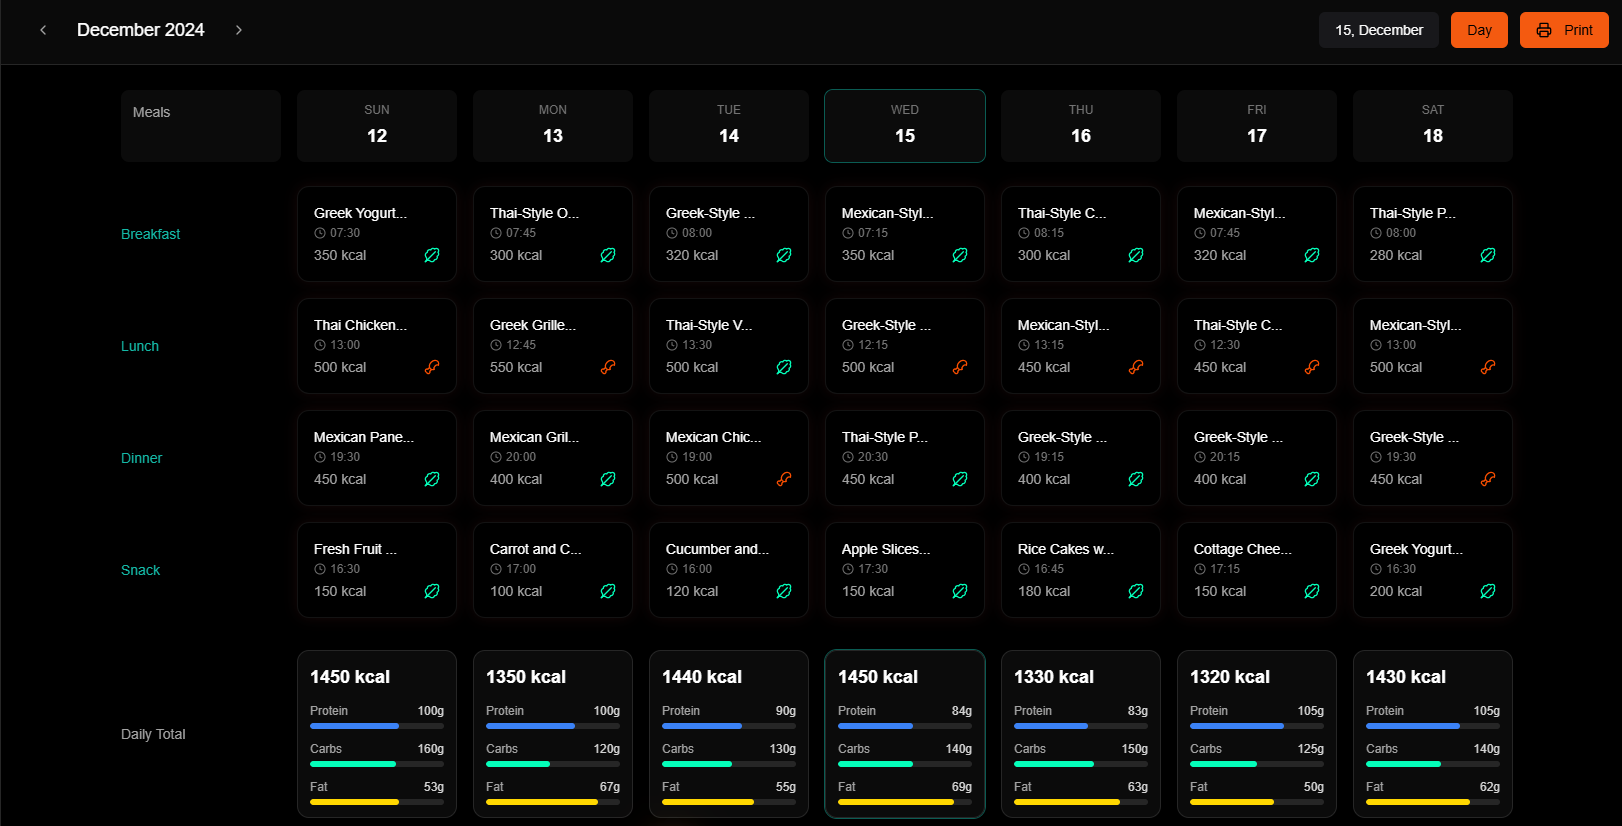 December 2024
15, December
Day
Print
Meals
SUN
12
MON
13
TUE
14
WED
15
THU
16
FRI
17
SAT
18
Breakfast
Greek Yogurt...
07:30
350 kcal
Thai-Style O...
07:45
300 kcal
Greek-Style ...
08:00
320 kcal
Mexican-Styl...
07:15
350 kcal
Thai-Style C...
08:15
300 kcal
Mexican-Styl...
07:45
320 kcal
Thai-Style P...
08:00
280 kcal
Lunch
Thai Chicken...
13:00
500 kcal
Greek Grille...
12:45
550 kcal
Thai-Style V...
13:30
500 kcal
Greek-Style ...
12:15
500 kcal
Mexican-Styl...
13:15
450 kcal
Thai-Style C...
12:30
450 kcal
Mexican-Styl...
13:00
500 kcal
Dinner
Mexican Pane...
19:30
450 kcal
Mexican Gril...
20:00
400 kcal
Mexican Chic...
19:00
500 kcal
Thai-Style P...
20:30
450 kcal
Greek-Style ...
19:15
400 kcal
Greek-Style ...
20:15
400 kcal
Greek-Style ...
19:30
450 kcal
Snack
Fresh Fruit ...
16:30
150 kcal
Carrot and C...
17:00
100 kcal
Cucumber and...
16:00
120 kcal
Apple Slices...
17:30
150 kcal
Rice Cakes w...
16:45
180 kcal
Cottage Chee...
17:15
150 kcal
Greek Yogurt...
16:30
200 kcal
Daily Total
1450 kcal
Protein 100g
Carbs 160g
Fat 53g
1350 kcal
Protein 100g
Carbs 120g
Fat 67g
1440 kcal
Protein 90g
Carbs 130g
Fat 55g
1450 kcal
Protein 84g
Carbs 140g
Fat 69g
1330 kcal
Protein 83g
Carbs 150g
Fat 63g
1320 kcal
Protein 105g
Carbs 125g
Fat 50g
1430 kcal
Protein 105g
Carbs 140g
Fat 62g